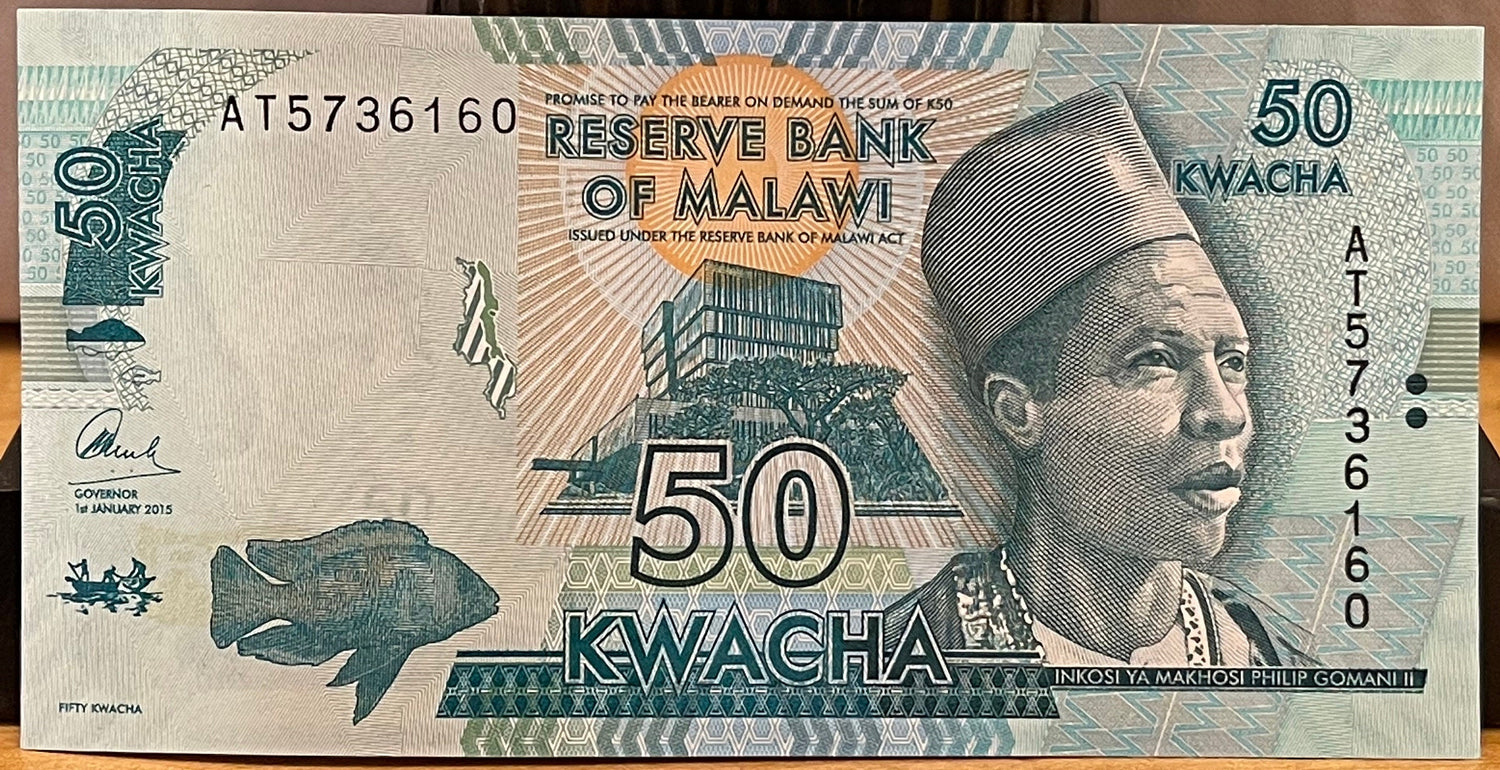 AT5736160
PROMISE TO PAY THE BEARER ON DEMAND THE SUM OF K50
RESERVE BANK
OF MALAWI
ISSUED UNDER THE RESERVE BANK OF MALAWI ACT
50
KWACHA
50
KWACHA
AT5736160
GOVERNOR
1st JANUARY 2015
50
KWACHA
INKOSI YA MAKHOSI PHILIP GOMANI II
FIFTY KWACHA